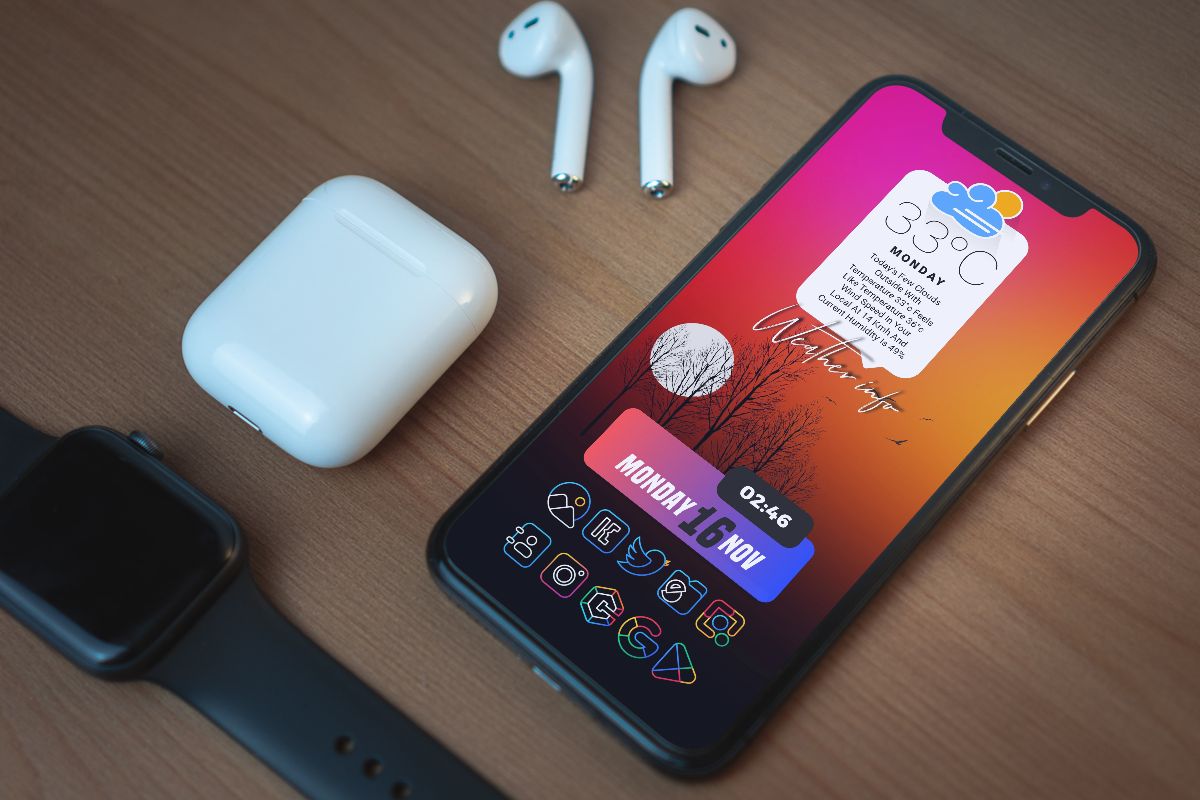 33°C
MONDAY
Today's Few Clouds
Outside With
Temperature 33°c Feels
Like Temperature 36°c
Wind Speed in Your
Local At 14 Kmh, And
Current Humidity is 49%
Weather info
02:46
MONDAY 16 NOV